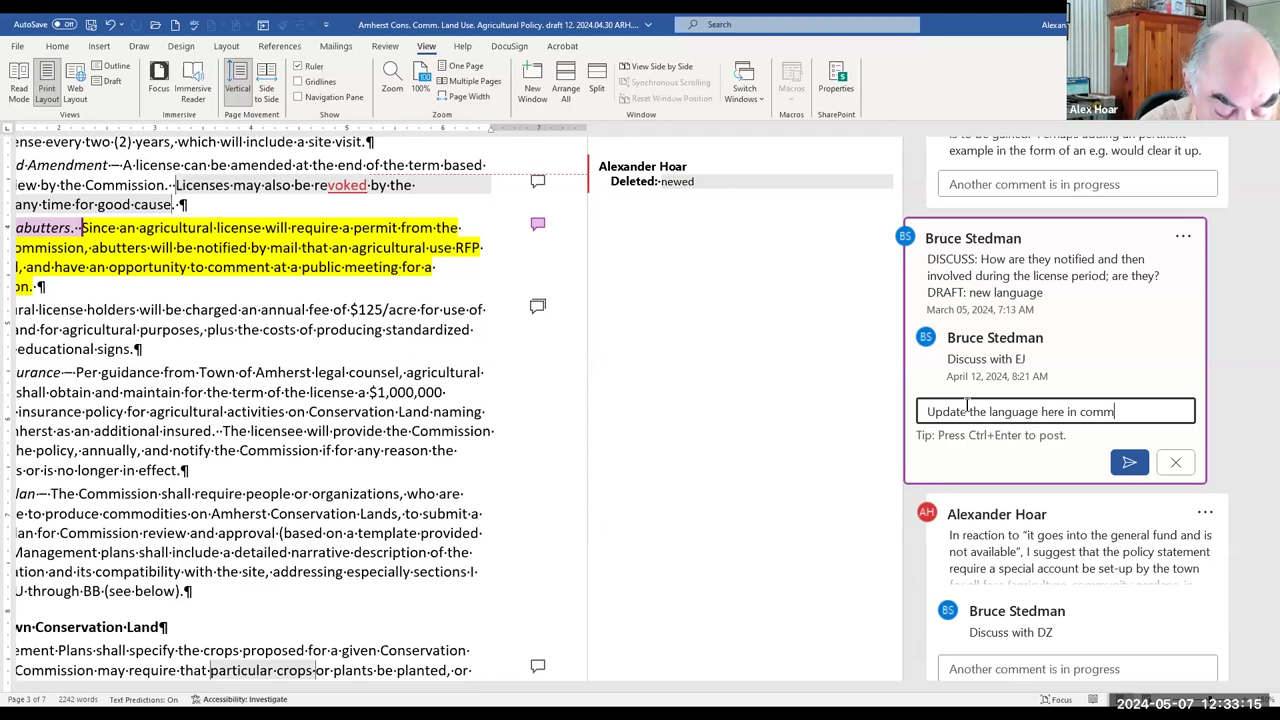 AutoSave Off
Amherst Cons. Comm. Land Use. Agricultural Policy. draft 12. 2024.04.30 ARH....
Search
Alexan
File Home Insert Draw Design Layout References Mailings Review View Help DocuSign Acrobat
Read Mode
Print Layout
Web Layout
Outline
Draft
Views
Focus
Immersive Reader
Immersive
Vertical
Side to Side
Page Movement
Ruler
Gridlines
Navigation Pane
Show
Zoom
100%
One Page
Multiple Pages
Page Width
Zoom
New Window
Arrange All
Split
View Side by Side
Synchronous Scrolling
Reset Window Position
Switch Windows
Window
Macros
Macros
Properties
SharePoint
Alex Hoar
2 3 4 5 6 7
ense·every·two·(2)·years,·which·will·include·a·site·visit.¶
d·Amendment·–·A·license·can·be·amended·at·the·end·of·the·term·based·
iew·by·the·Commission.··Licenses·may·also·be·revoked·by·the·
any·time·for·good·cause.·¶
abutters.··Since·an·agricultural·license·will·require·a·permit·from·the·
ommission,·abutters·will·be·notified·by·mail·that·an·agricultural·use·RFP·
l,·and·have·an·opportunity·to·comment·at·a·public·meeting·for·a·
on.·¶
ural·license·holders·will·be·charged·an·annual·fee·of·$125/acre·for·use·of·
and·for·agricultural·purposes,·plus·the·costs·of·producing·standardized·
·educational·signs.¶
urance·–·Per·guidance·from·Town·of·Amherst·legal·counsel,·agricultural·
shall·obtain·and·maintain·for·the·term·of·the·license·a·$1,000,000·
·insurance·policy·for·agricultural·activities·on·Conservation·Land·naming·
mherst·as·an·additional·insured.··The·licensee·will·provide·the·Commission·
he·policy,·annually,·and·notify·the·Commission·if·for·any·reason·the·
s·or·is·no·longer·in·effect.¶
lan·–·The·Commission·shall·require·people·or·organizations,·who·are·
e·to·produce·commodities·on·Amherst·Conservation·Lands,·to·submit·a·
lan·for·Commission·review·and·approval·(based·on·a·template·provided·
Management·plans·shall·include·a·detailed·narrative·description·of·the·
ation·and·its·compatibility·with·the·site,·addressing·especially·sections·I·
U·through·BB·(see·below).¶
wn·Conservation·Land¶
ement·Plans·shall·specify·the·crops·proposed·for·a·given·Conservation·
Commission·may·require·that·particular·crops·or·plants·be·planted,·or·
Alexander Hoar
Deleted: newed
is to be gained. Perhaps adding an pertinent
example in the form of an e.g. would clear it up.
Another comment is in progress
BS Bruce Stedman
DISCUSS: How are they notified and then
involved during the license period; are they?
DRAFT: new language
March 05, 2024, 7:13 AM
BS Bruce Stedman
Discuss with EJ
April 12, 2024, 8:21 AM
Update the language here in comm
Tip: Press Ctrl+Enter to post.
AH Alexander Hoar
In reaction to “it goes into the general fund and is
not available”, I suggest that the policy statement
require a special account be set-up by the town
BS Bruce Stedman
Discuss with DZ
Another comment is in progress
Page 3 of 7 2242 words Text Predictions: On Accessibility: Investigate
Focus
2024-05-07 12:33:15